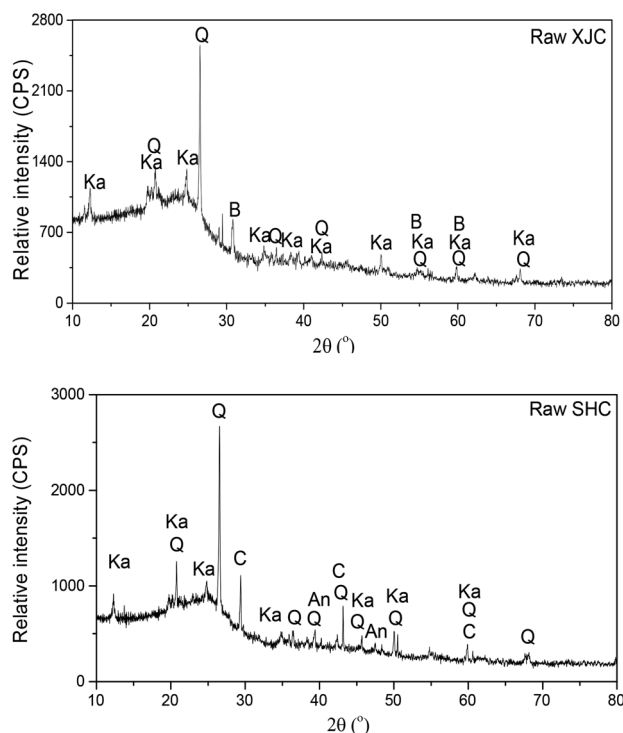 Raw XJC
Relative intensity (CPS)
2800
2100
1400
700
0
Q
Ka
Q
Ka
Ka
B
Ka
Q
Ka
Q
Ka
Ka
B
Ka
Q
B
Ka
Q
Ka
Q
10 20 30 40 50 60 70 80
2θ (°)
Raw SHC
Relative intensity (CPS)
3000
2000
1000
0
Ka
Ka
Q
Ka
Q
C
Ka
Q
An
Q
C
Q
Ka
Q
An
Ka
Q
Ka
Q
C
Q
10 20 30 40 50 60 70 80
2θ (°)